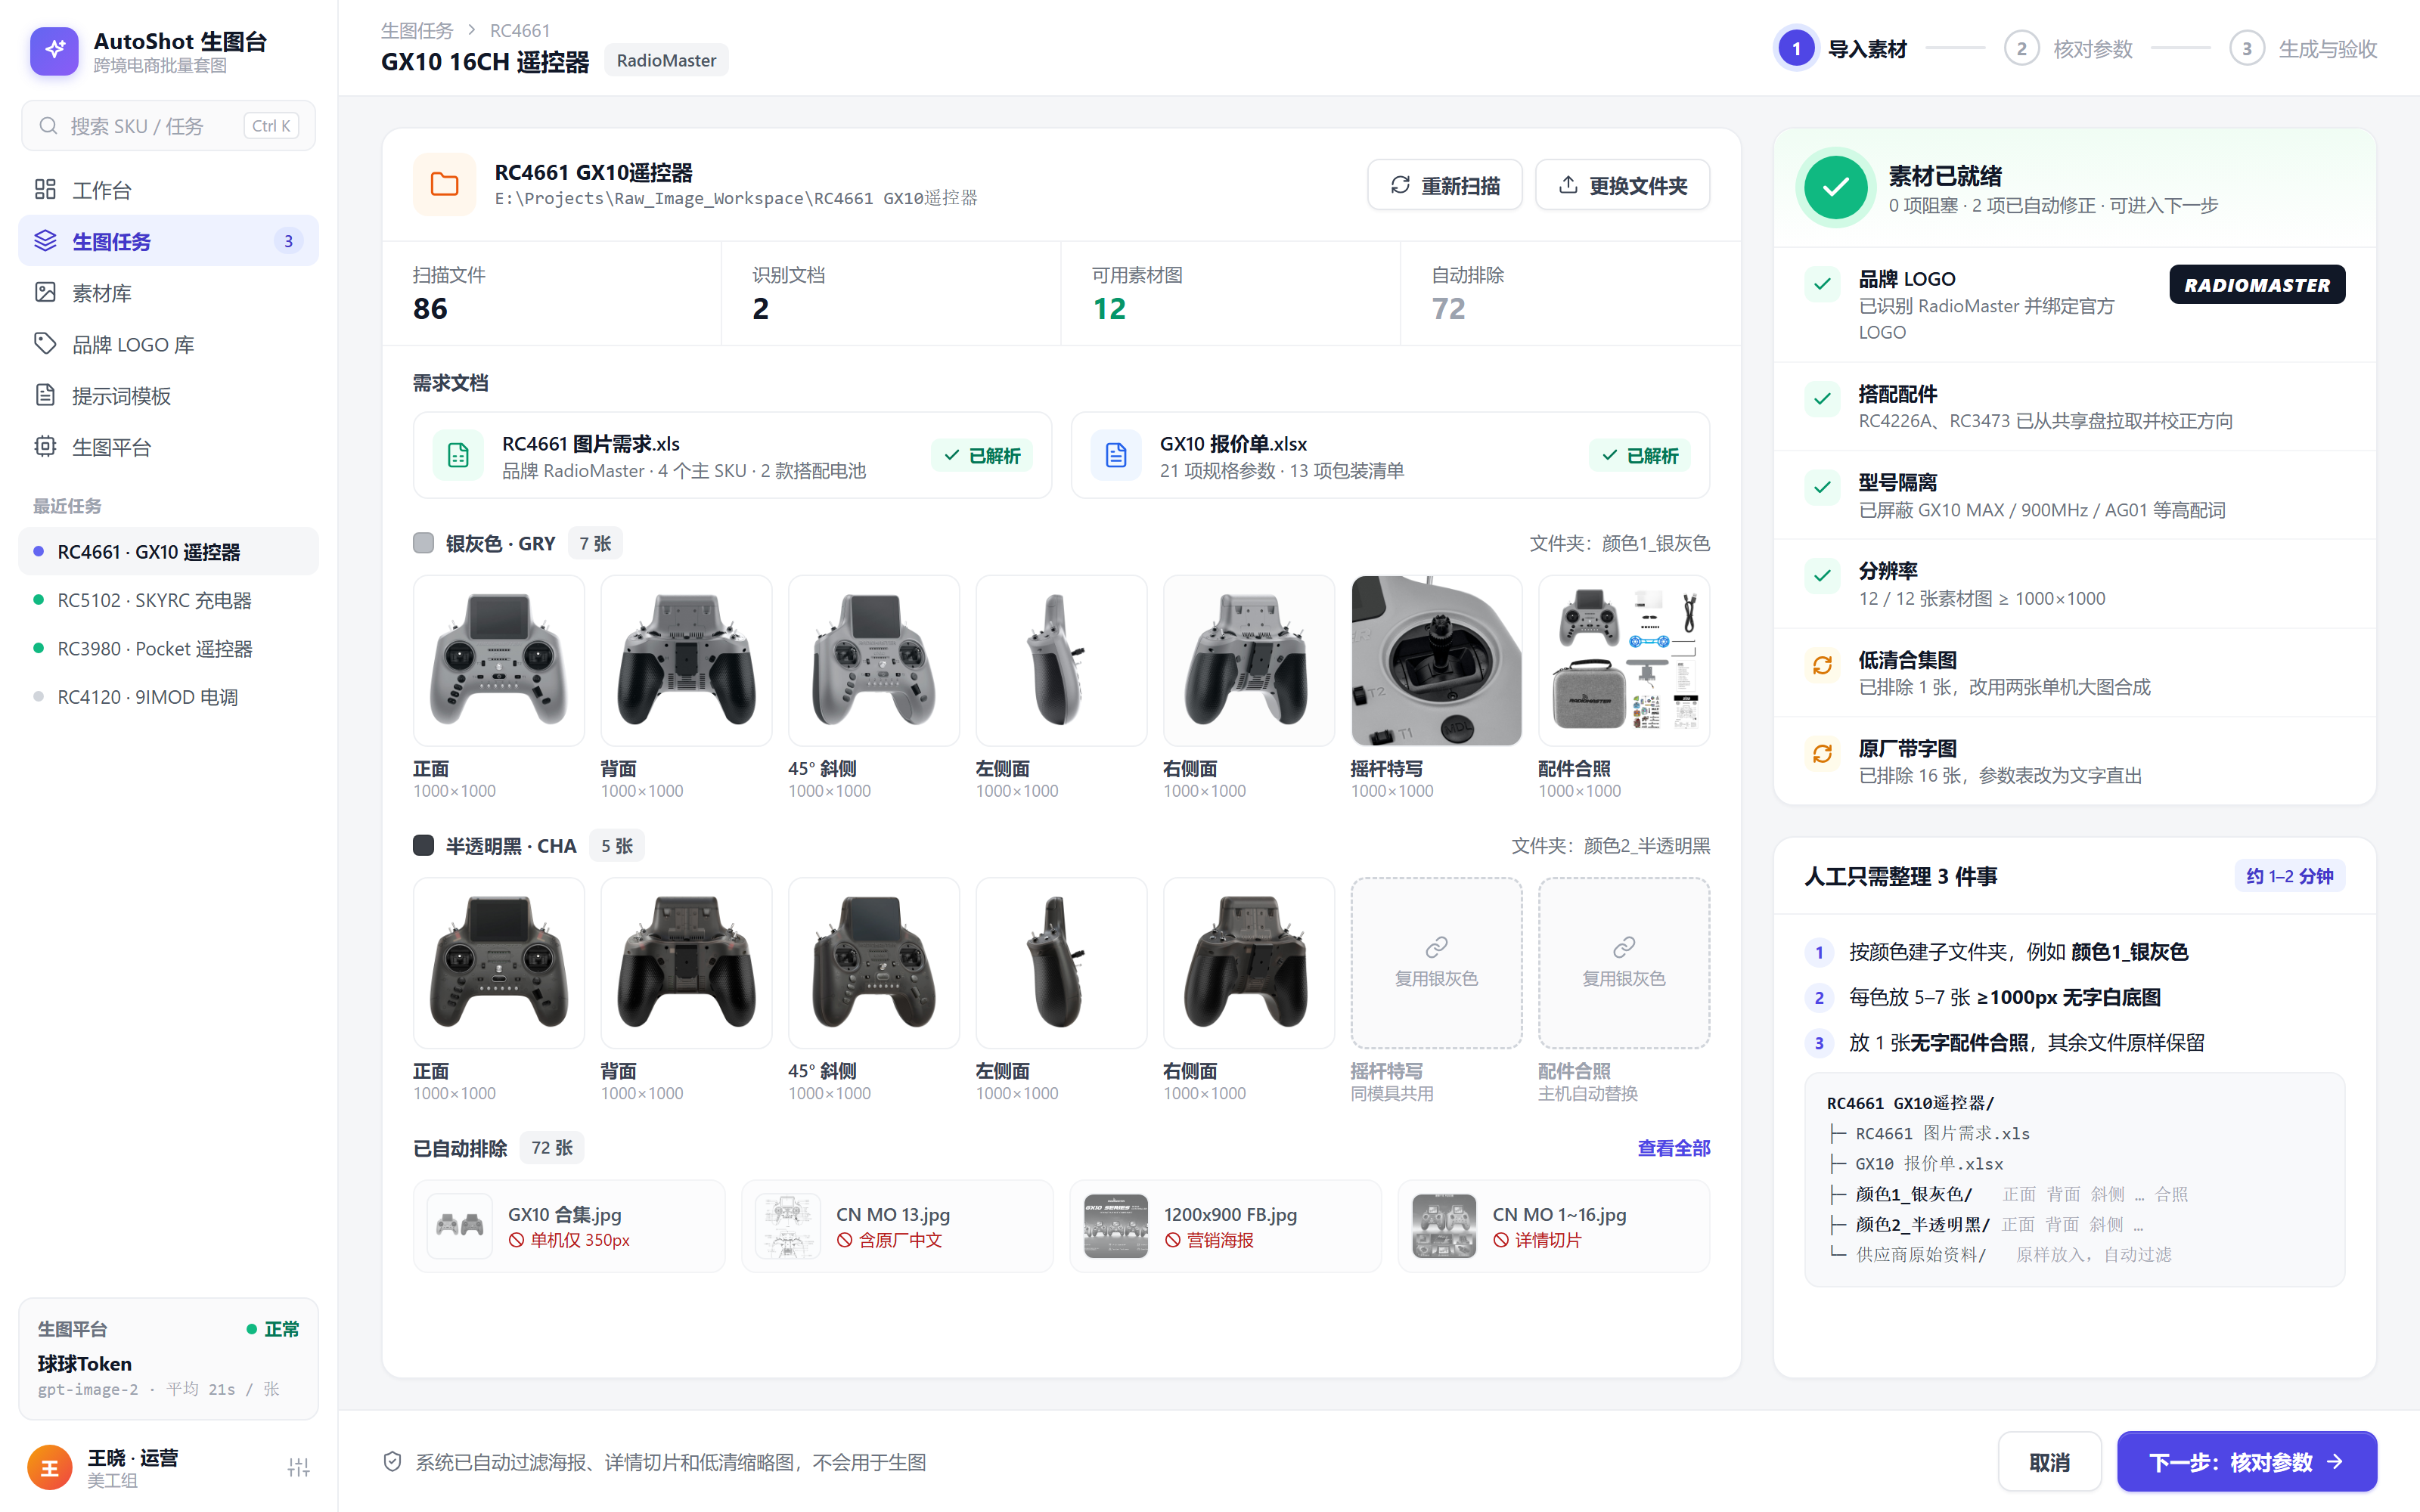 AutoShot 生图台
跨境电商批量套图
搜索 SKU / 任务
Ctrl K
工作台
生图任务
3
素材库
品牌 LOGO 库
提示词模板
生图平台
最近任务
RC4661 · GX10 遥控器
RC5102 · SKYRC 充电器
RC3980 · Pocket 遥控器
RC4120 · 9IMOD 电调
生图平台
正常
球球Token
gpt-image-2 · 平均 21s / 张
王
王晓 · 运营
美工组
生图任务
RC4661
GX10 16CH 遥控器
RadioMaster
1
导入素材
2
核对参数
3
生成与验收
RC4661 GX10遥控器
E:\Projects\Raw_Image_Workspace\RC4661 GX10遥控器
重新扫描
更换文件夹
扫描文件
86
识别文档
2
可用素材图
12
自动排除
72
需求文档
RC4661 图片需求.xls
品牌 RadioMaster · 4 个主 SKU · 2 款搭配电池
已解析
GX10 报价单.xlsx
21 项规格参数 · 13 项包装清单
已解析
银灰色 · GRY
7 张
文件夹：颜色1_银灰色
T2
T1
MDL
RADIOMASTER
正面
1000×1000
背面
1000×1000
45° 斜侧
1000×1000
左侧面
1000×1000
右侧面
1000×1000
摇杆特写
1000×1000
配件合照
1000×1000
半透明黑 · CHA
5 张
文件夹：颜色2_半透明黑
复用银灰色
复用银灰色
正面
1000×1000
背面
1000×1000
45° 斜侧
1000×1000
左侧面
1000×1000
右侧面
1000×1000
摇杆特写
同模具共用
配件合照
主机自动替换
已自动排除
72 张
查看全部
GX10 合集.jpg
单机仅 350px
CN MO 13.jpg
含原厂中文
GX10 SERIES
1200x900 FB.jpg
营销海报
CN MO 1~16.jpg
详情切片
素材已就绪
0 项阻塞 · 2 项已自动修正 · 可进入下一步
品牌 LOGO
已识别 RadioMaster 并绑定官方
LOGO
RADIOMASTER
搭配配件
RC4226A、RC3473 已从共享盘拉取并校正方向
型号隔离
已屏蔽 GX10 MAX / 900MHz / AG01 等高配词
分辨率
12 / 12 张素材图 ≥ 1000×1000
低清合集图
已排除 1 张，改用两张单机大图合成
原厂带字图
已排除 16 张，参数表改为文字直出
人工只需整理 3 件事
约 1–2 分钟
1
按颜色建子文件夹，例如 颜色1_银灰色
2
每色放 5–7 张 ≥1000px 无字白底图
3
放 1 张无字配件合照，其余文件原样保留
RC4661 GX10遥控器/
├─ RC4661 图片需求.xls
├─ GX10 报价单.xlsx
├─ 颜色1_银灰色/ 正面 背面 斜侧 … 合照
├─ 颜色2_半透明黑/ 正面 背面 斜侧 …
└─ 供应商原始资料/ 原样放入，自动过滤
系统已自动过滤海报、详情切片和低清缩略图，不会用于生图
取消
下一步：核对参数